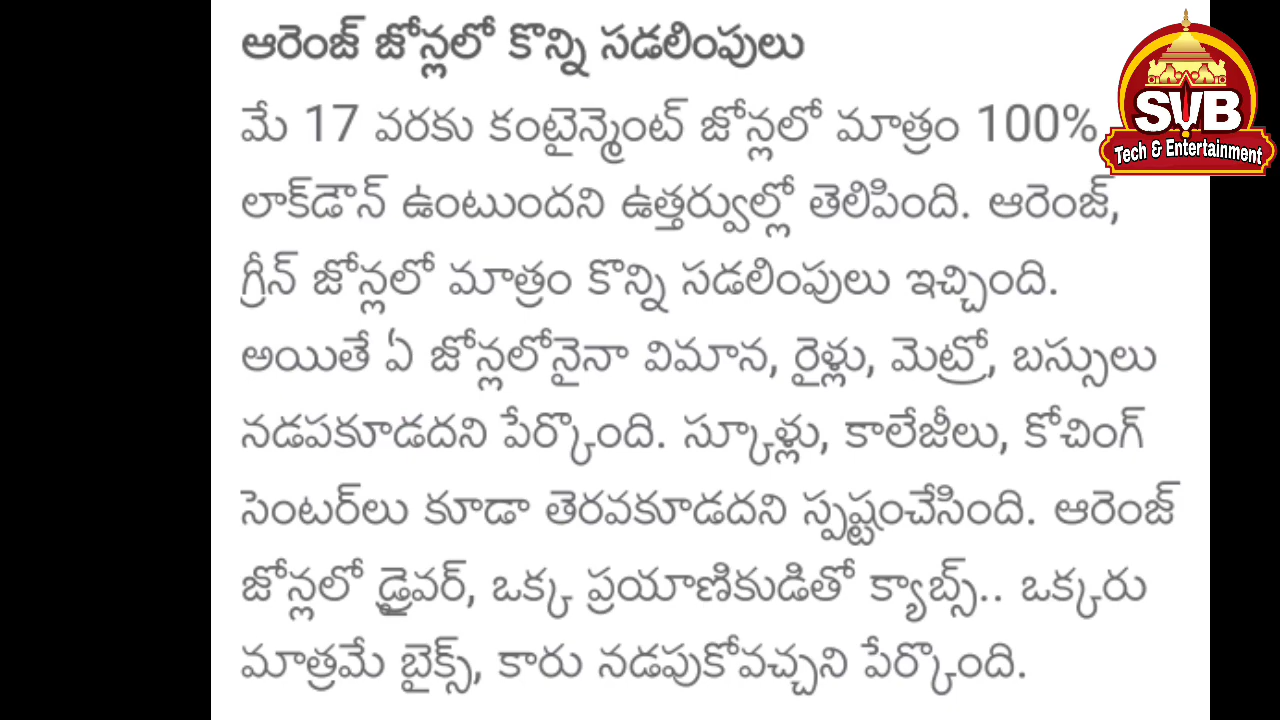 ఆరెంజ్ జోన్లలో కొన్ని సడలింపులు
మే 17 వరకు కంటైన్మెంట్ జోన్లలో మాత్రం 100%
లాక్‌డౌన్ ఉంటుందని ఉత్తర్వుల్లో తెలిపింది. ఆరెంజ్,
గ్రీన్ జోన్లలో మాత్రం కొన్ని సడలింపులు ఇచ్చింది.
అయితే ఏ జోన్లలోనైనా విమాన, రైళ్లు, మెట్రో, బస్సులు
నడపకూడదని పేర్కొంది. స్కూళ్లు, కాలేజీలు, కోచింగ్
సెంటర్‌లు కూడా తెరవకూడదని స్పష్టంచేసింది. ఆరెంజ్
జోన్లలో డ్రైవర్, ఒక్క ప్రయాణికుడితో క్యాబ్స్.. ఒక్కరు
మాత్రమే బైక్స్, కారు నడపుకోవచ్చని పేర్కొంది.
SVB
Tech & Entertainment